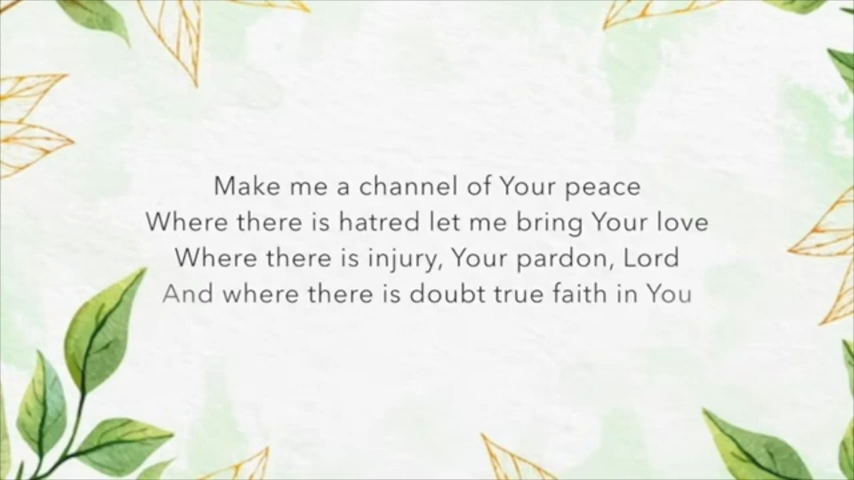 Make me a channel of Your peace
Where there is hatred let me bring Your love
Where there is injury, Your pardon, Lord
And where there is doubt true faith in You